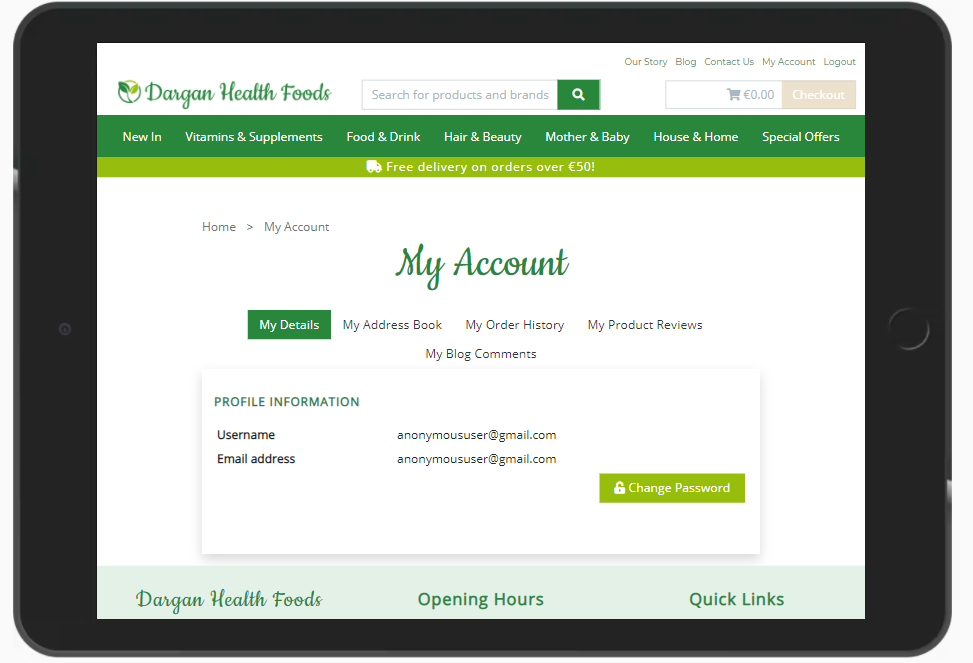 Our Story Blog Contact Us My Account Logout
Dargan Health Foods Search for products and brands €0.00 Checkout
New In Vitamins & Supplements Food & Drink Hair & Beauty Mother & Baby House & Home Special Offers
Free delivery on orders over €50!
Home > My Account
My Account
My Details My Address Book My Order History My Product Reviews
My Blog Comments
PROFILE INFORMATION
Username anonymoususer@gmail.com
Email address anonymoususer@gmail.com
Change Password
Dargan Health Foods Opening Hours Quick Links